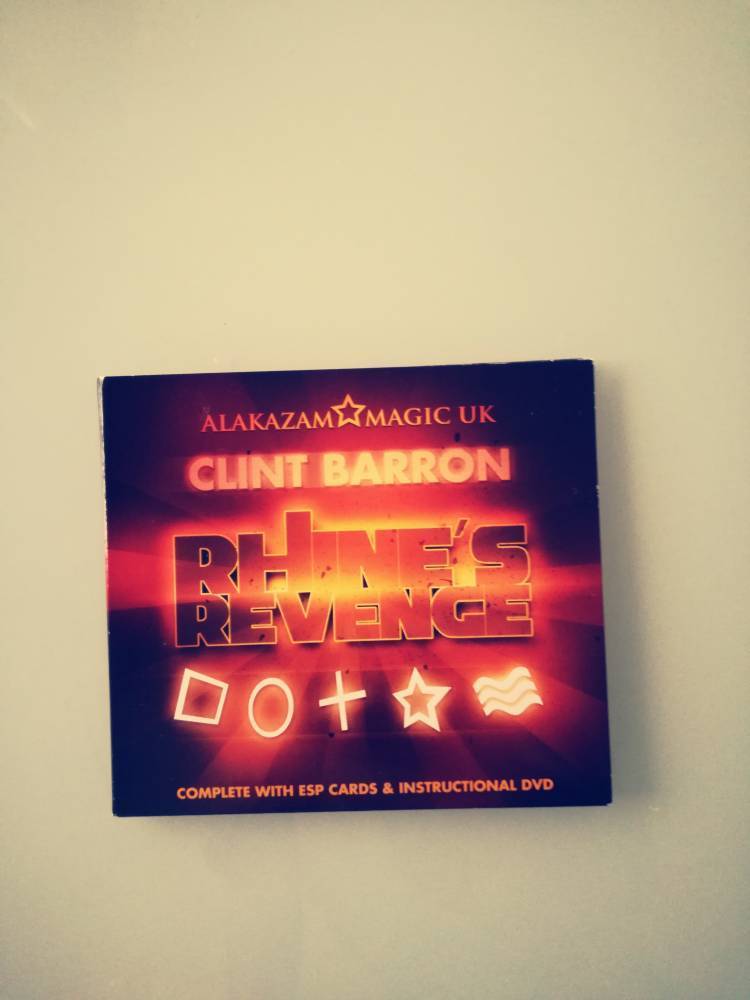 ALAKAZAM MAGIC UK
CLINT BARRON
RHINE'S
REVENGE
COMPLETE WITH ESP CARDS & INSTRUCTIONAL DVD